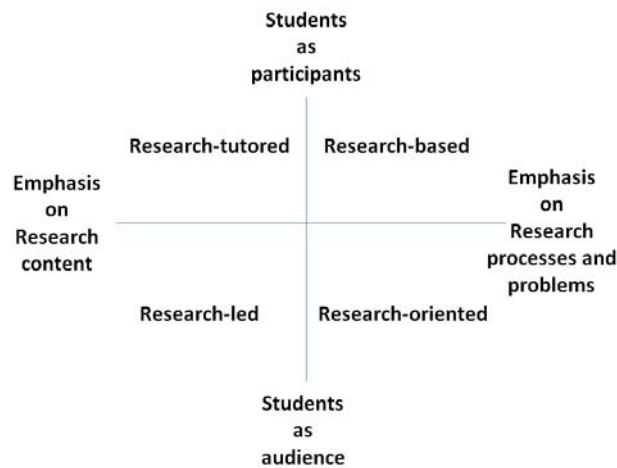 Students
as
participants
Research-tutored
Research-based
Emphasis
on
Research
content
Emphasis
on
Research
processes and
problems
Research-led
Research-oriented
Students
as
audience